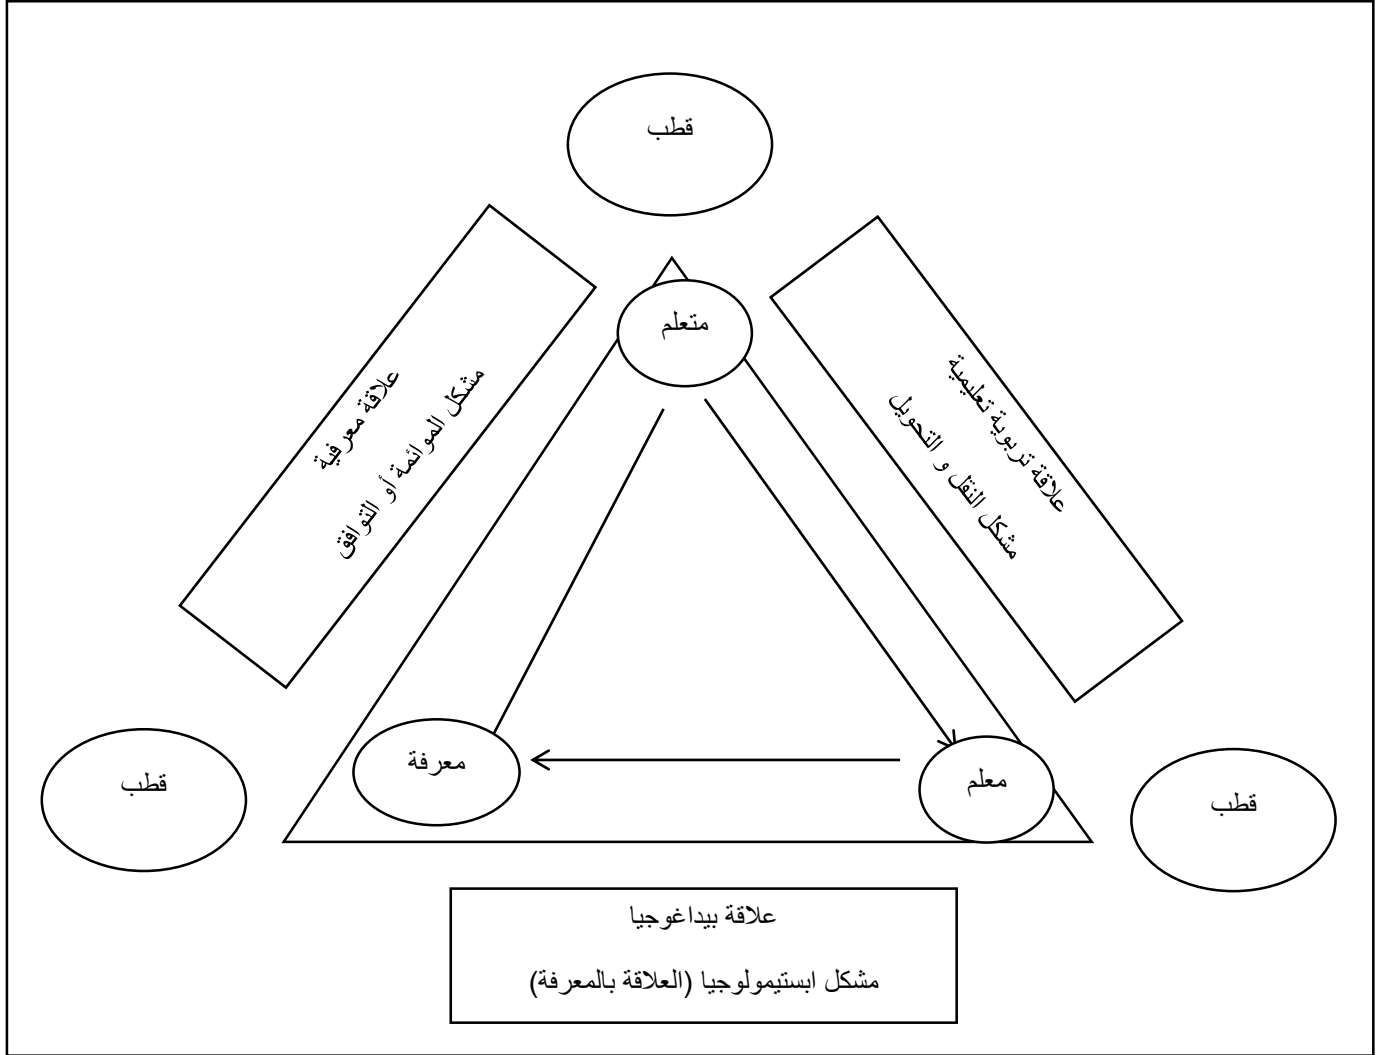 قطب
متعلم
علاقة تربوية تعليمية
مشكل النقل و التحويل
علاقة معرفية
مشكل الموائمة أو التوافق
قطب
معلم
معرفة
قطب
علاقة بيداغوجيا
مشكل ابستيمولوجيا (العلاقة بالمعرفة)